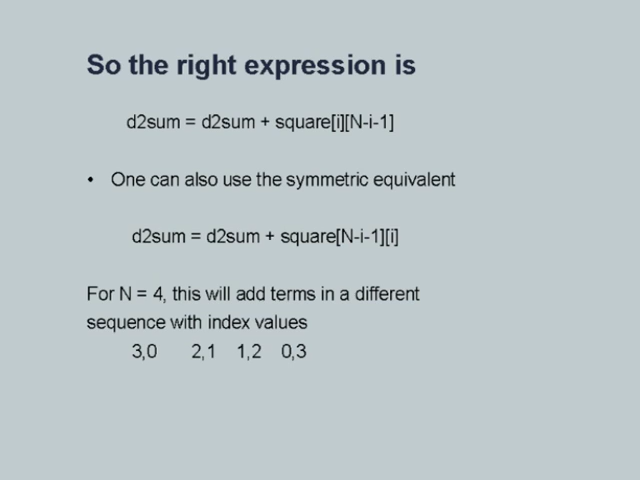 So the right expression is
d2sum = d2sum + square[i][N-i-1]
• One can also use the symmetric equivalent
d2sum = d2sum + square[N-i-1][i]
For N = 4, this will add terms in a different
sequence with index values
3,0 2,1 1,2 0,3